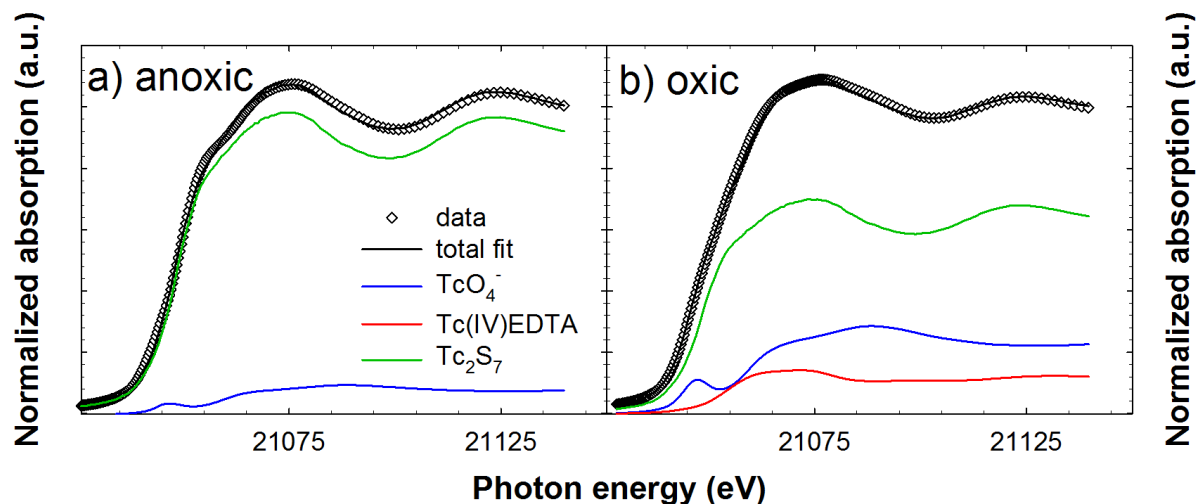 Normalized absorption (a.u.)
a) anoxic
b) oxic
data
total fit
TcO₄⁻
Tc(IV)EDTA
Tc₂S₇
21075
21125
21075
21125
Photon energy (eV)
Normalized absorption (a.u.)